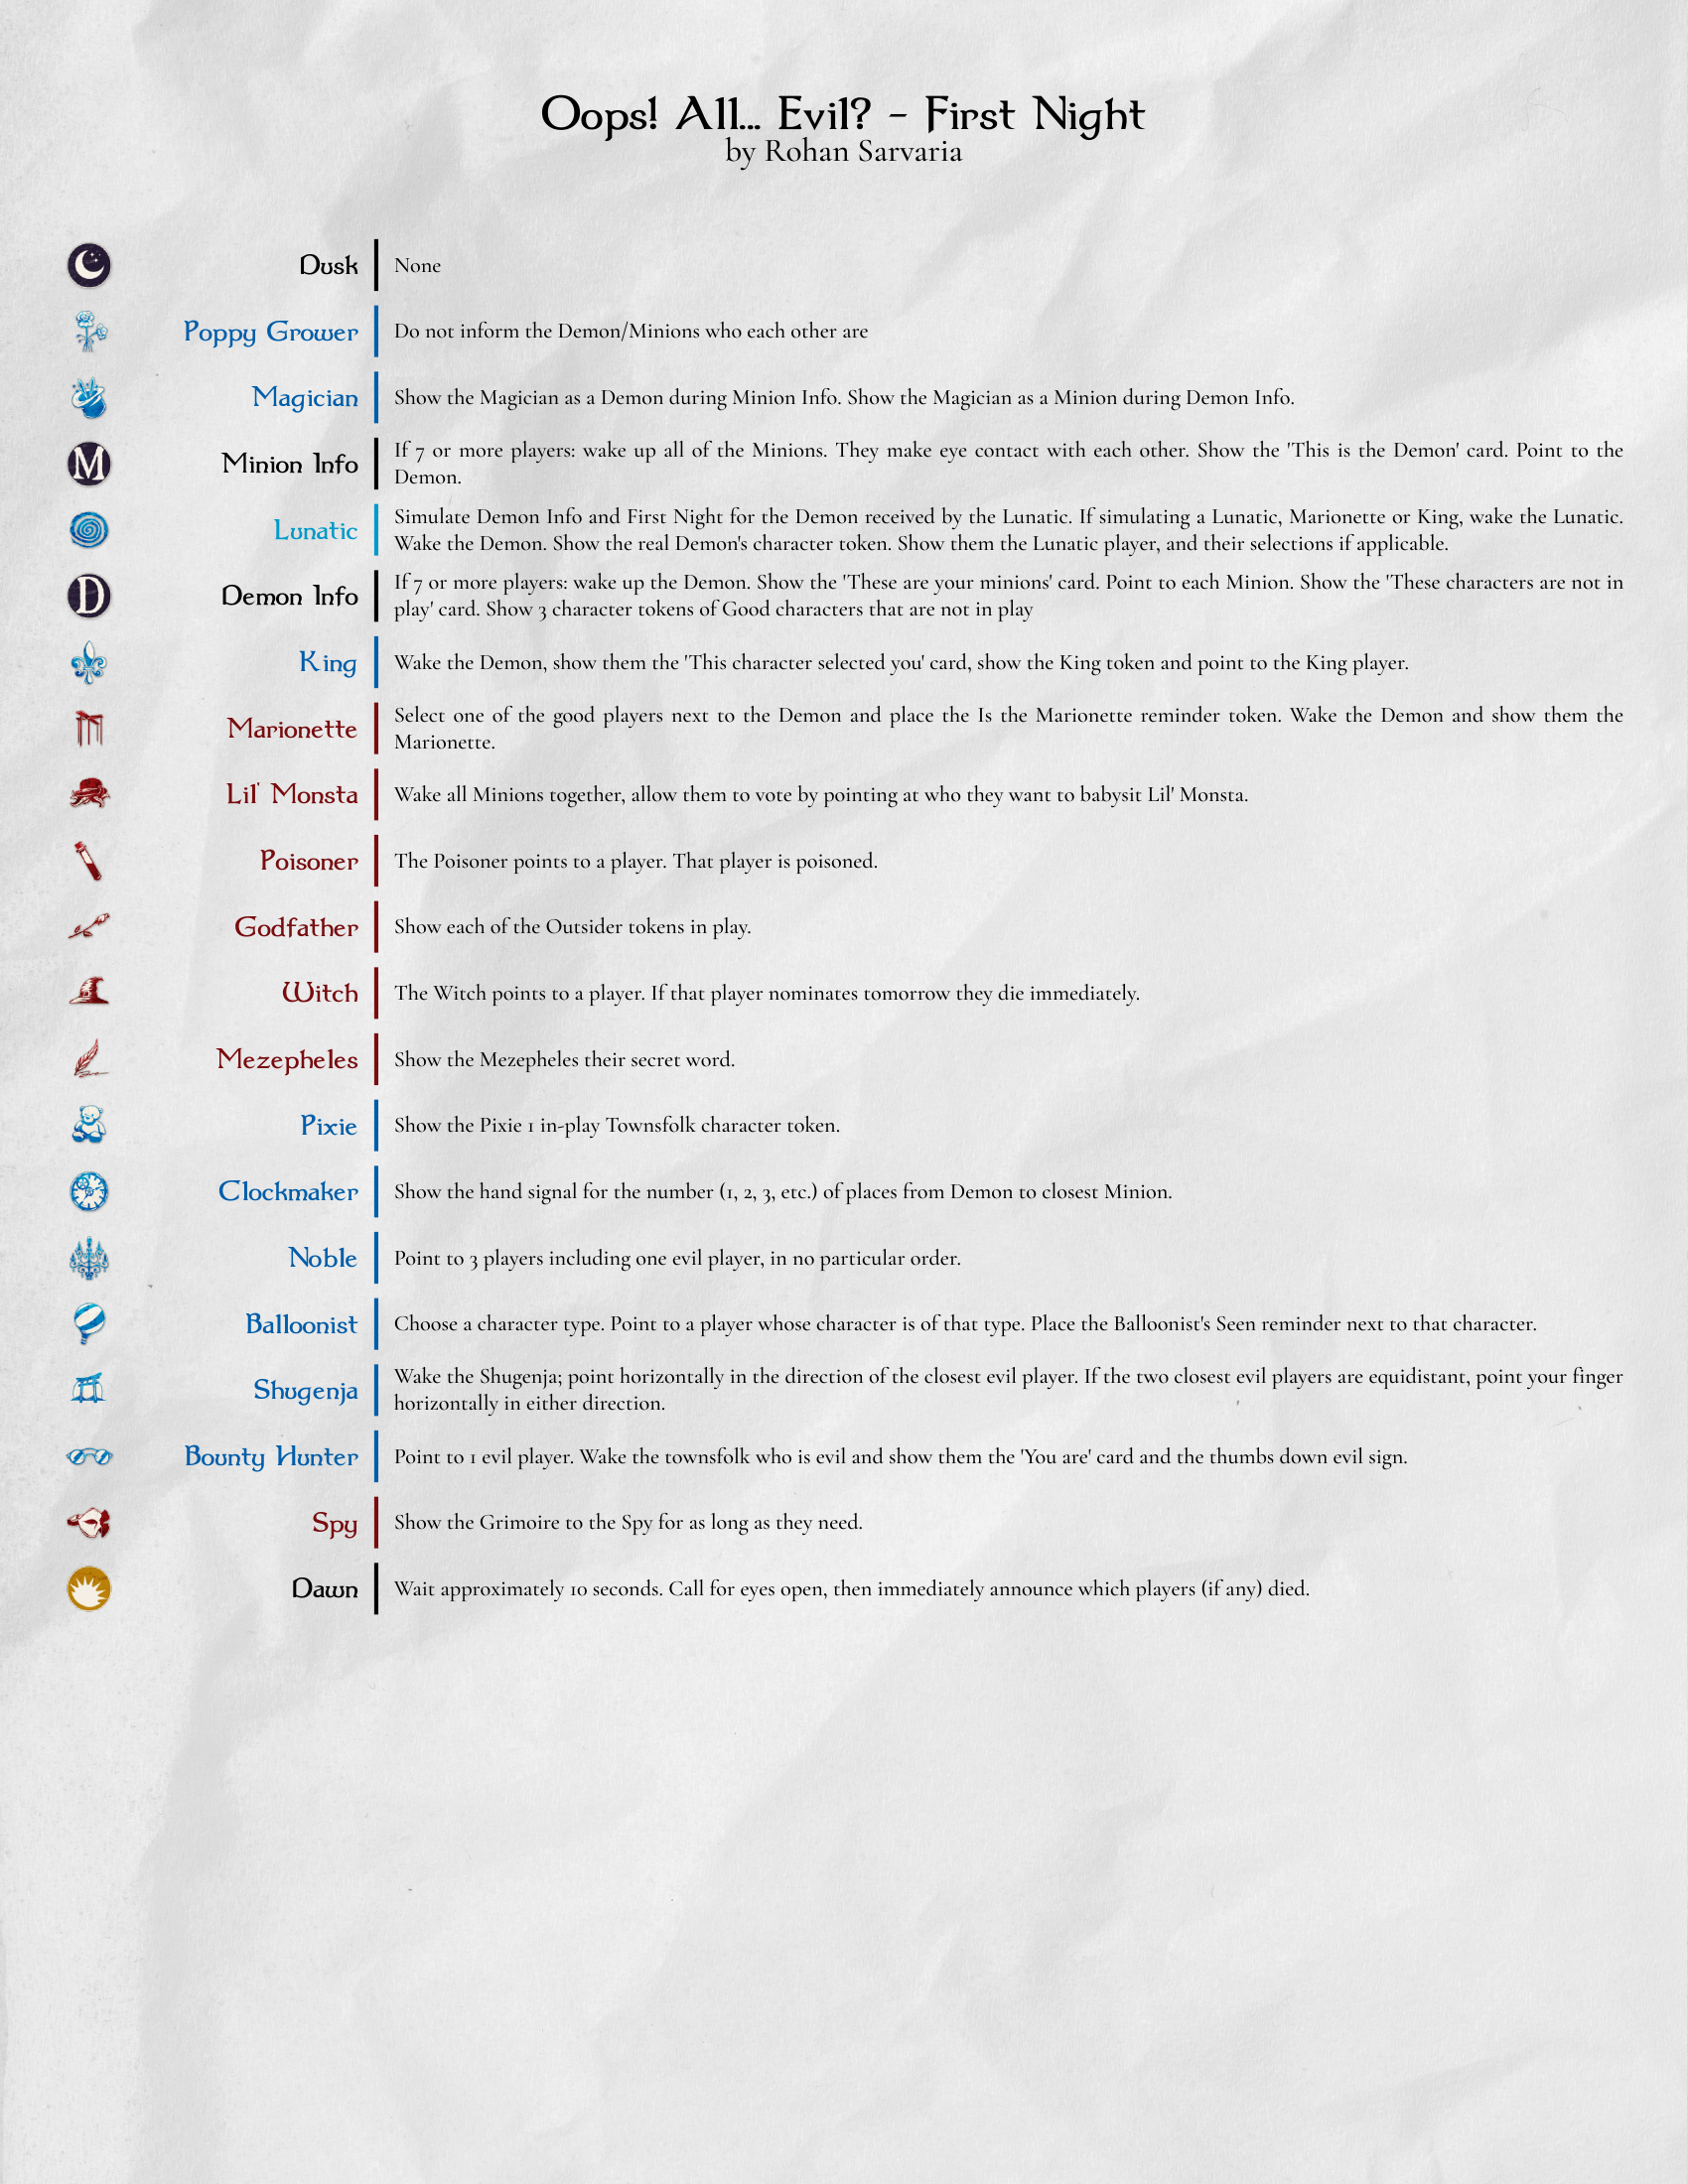 Oops! All... Evil? - First Night
by Rohan Sarvaria
Dusk
None
Poppy Grower
Do not inform the Demon/Minions who each other are
Magician
Show the Magician as a Demon during Minion Info. Show the Magician as a Minion during Demon Info.
M
Minion Info
If 7 or more players: wake up all of the Minions. They make eye contact with each other. Show the 'This is the Demon' card. Point to the
Demon.
Lunatic
Simulate Demon Info and First Night for the Demon received by the Lunatic. If simulating a Lunatic, Marionette or King, wake the Lunatic.
Wake the Demon. Show the real Demon's character token. Show them the Lunatic player, and their selections if applicable.
D
Demon Info
If 7 or more players: wake up the Demon. Show the 'These are your minions' card. Point to each Minion. Show the 'These characters are not in
play' card. Show 3 character tokens of Good characters that are not in play
King
Wake the Demon, show them the 'This character selected you' card, show the King token and point to the King player.
Marionette
Select one of the good players next to the Demon and place the Is the Marionette reminder token. Wake the Demon and show them the
Marionette.
Lil' Monsta
Wake all Minions together, allow them to vote by pointing at who they want to babysit Lil' Monsta.
Poisoner
The Poisoner points to a player. That player is poisoned.
Godfather
Show each of the Outsider tokens in play.
Witch
The Witch points to a player. If that player nominates tomorrow they die immediately.
Mezepheles
Show the Mezepheles their secret word.
Pixie
Show the Pixie 1 in-play Townsfolk character token.
Clockmaker
Show the hand signal for the number (1, 2, 3, etc.) of places from Demon to closest Minion.
Noble
Point to 3 players including one evil player, in no particular order.
Balloonist
Choose a character type. Point to a player whose character is of that type. Place the Balloonist's Seen reminder next to that character.
Shugenja
Wake the Shugenja; point horizontally in the direction of the closest evil player. If the two closest evil players are equidistant, point your finger
horizontally in either direction.
Bounty Hunter
Point to 1 evil player. Wake the townsfolk who is evil and show them the 'You are' card and the thumbs down evil sign.
Spy
Show the Grimoire to the Spy for as long as they need.
Dawn
Wait approximately 10 seconds. Call for eyes open, then immediately announce which players (if any) died.